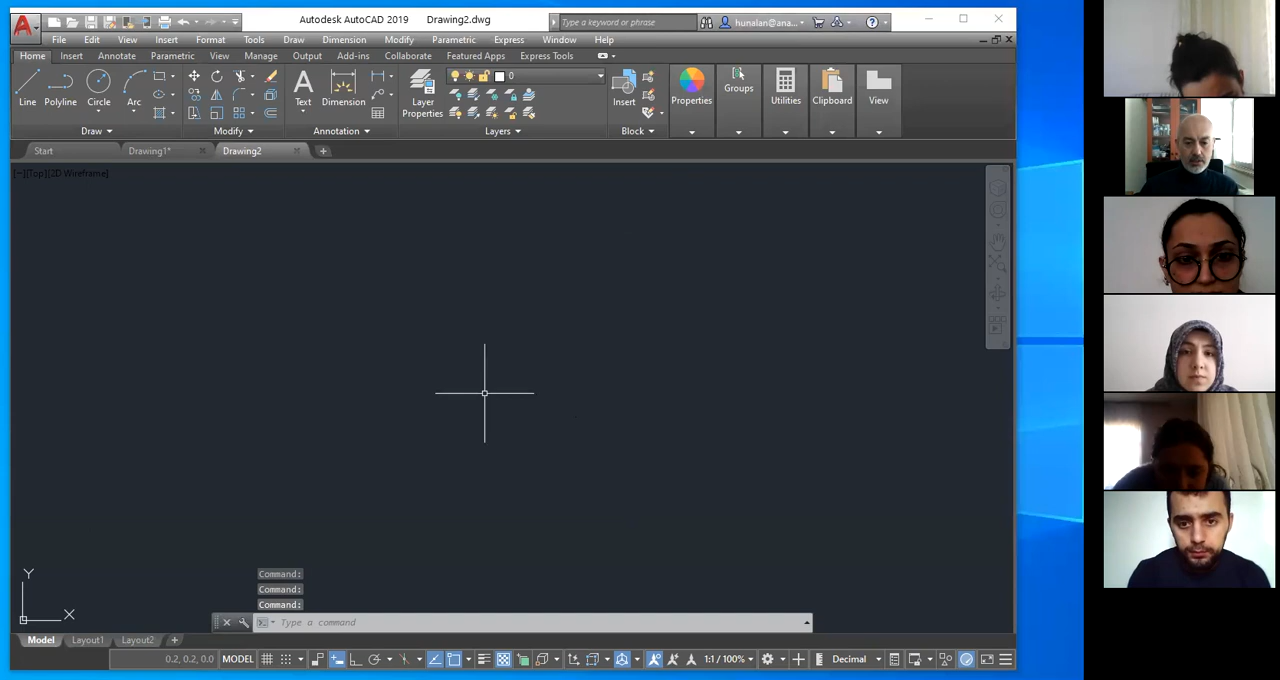 Autodesk AutoCAD 2019 Drawing2.dwg
Type a keyword or phrase
hunalan@ana...
File Edit View Insert Format Tools Draw Dimension Modify Parametric Express Window Help
Home Insert Annotate Parametric View Manage Output Add-ins Collaborate Featured Apps Express Tools
0
Line Polyline Circle Arc
Text Dimension
Layer Properties
Insert
Properties Groups Utilities Clipboard View
Draw Modify Annotation Layers Block
Start Drawing1* Drawing2
[−][Top][2D Wireframe]
Y
X
Command:
Command:
Command:
Type a command
Model Layout1 Layout2
0.2, 0.2, 0.0 MODEL 1:1 / 100% Decimal